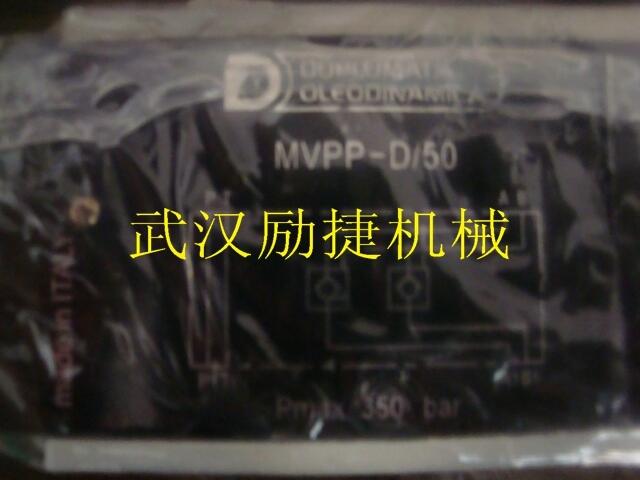 DUPLOMATIC
OLEODINAMICA
MVPP-D/50
A B
武汉励捷机械
made in ITALY
Pmax 350 bar